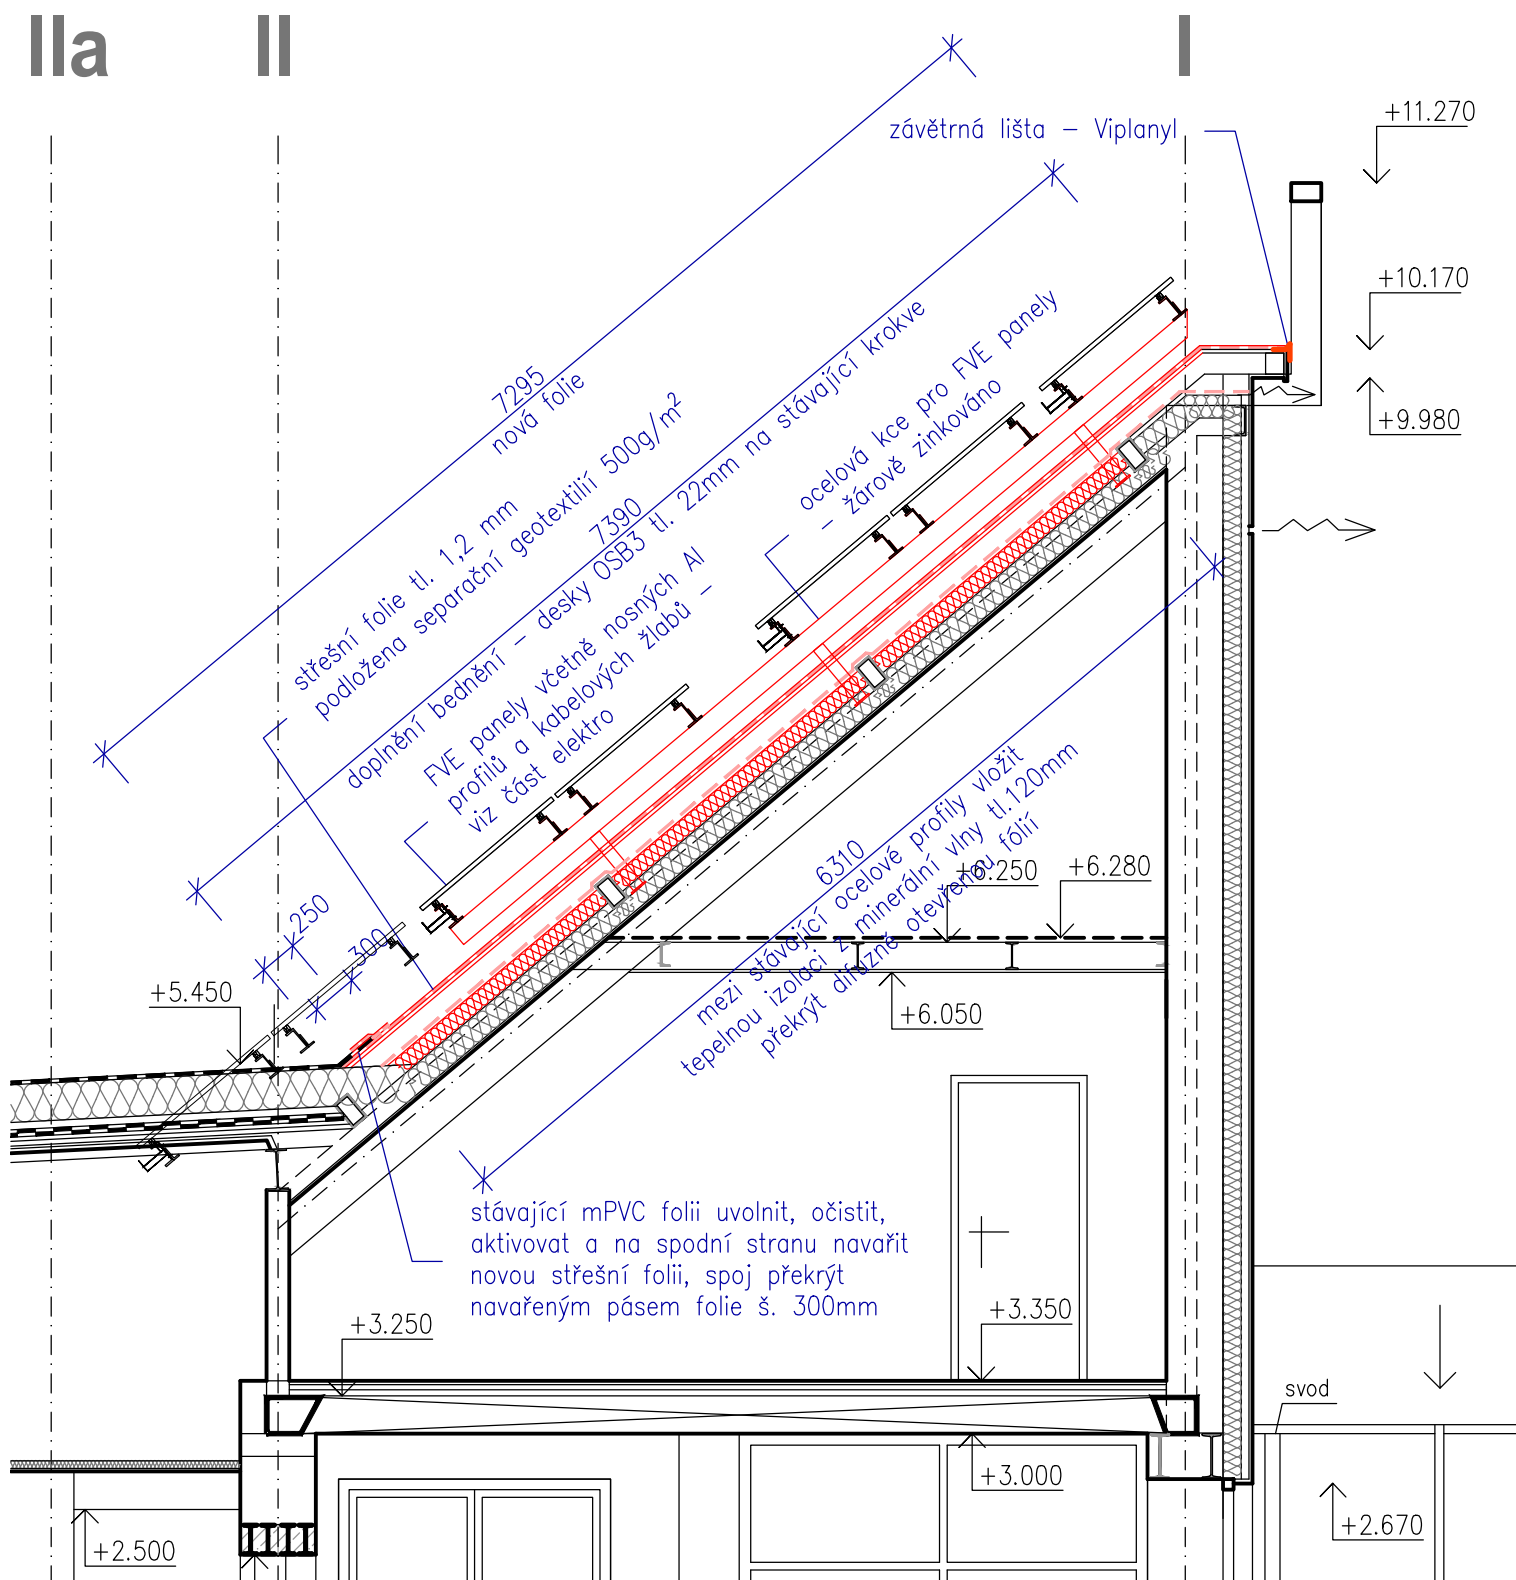 IIa
II
I
+11.270
závětrná lišta – Viplanyl
+10.170
+9.980
7295
nová folie
střešní folie tl. 1,2 mm
podložena separační geotextilií 500g/m²
7390
doplnění bednění – desky OSB3 tl. 22mm na stávající krokve
FVE panely včetně nosných Al
profilů a kabelových žlabů –
viz část elektro
ocelová kce pro FVE panely
– žárově zinkováno
250
300
+5.450
6310
mezi stávající ocelové profily vložit
tepelnou izolaci z minerální vlny tl.120mm
překrýt difuzně otevřenou fólií
+6.250
+6.280
+6.050
stávající mPVC folii uvolnit, očistit,
aktivovat a na spodní stranu navařit
novou střešní folii, spoj překrýt
navařeným pásem folie š. 300mm
+3.250
+3.350
svod
+3.000
+2.670
+2.500